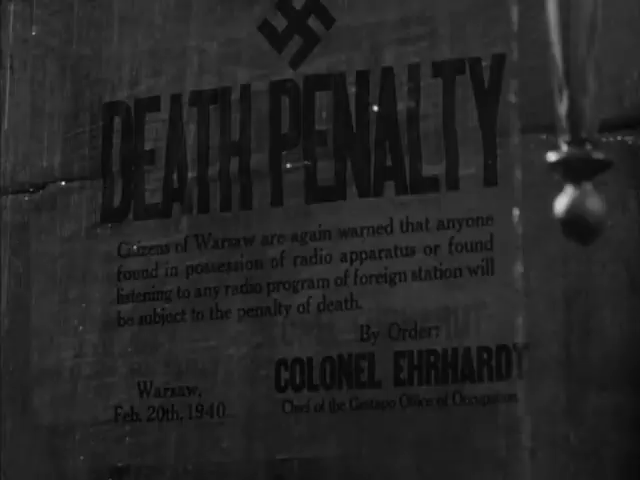 DEATH PENALTY
Citizens of Warsaw are again warned that anyone
found in possession of radio apparatus or found
listening to any radio program of foreign station will
be subject to the penalty of death.
By Order:
COLONEL EHRHARDT
Warsaw,
Feb. 20th, 1940
Chief of the Gestapo Office of Occupation